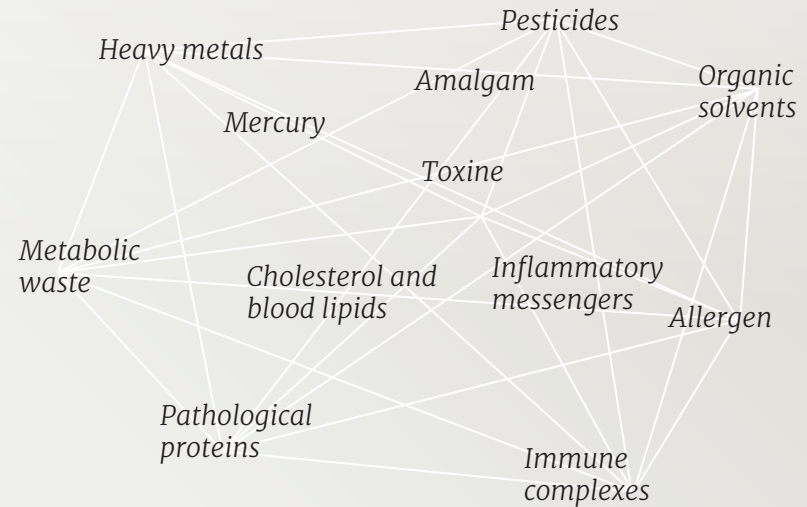 Pesticides
Heavy metals
Amalgam
Organic
solvents
Mercury
Toxine
Metabolic
waste
Cholesterol and
blood lipids
Inflammatory
messengers
Allergen
Pathological
proteins
Immune
complexes